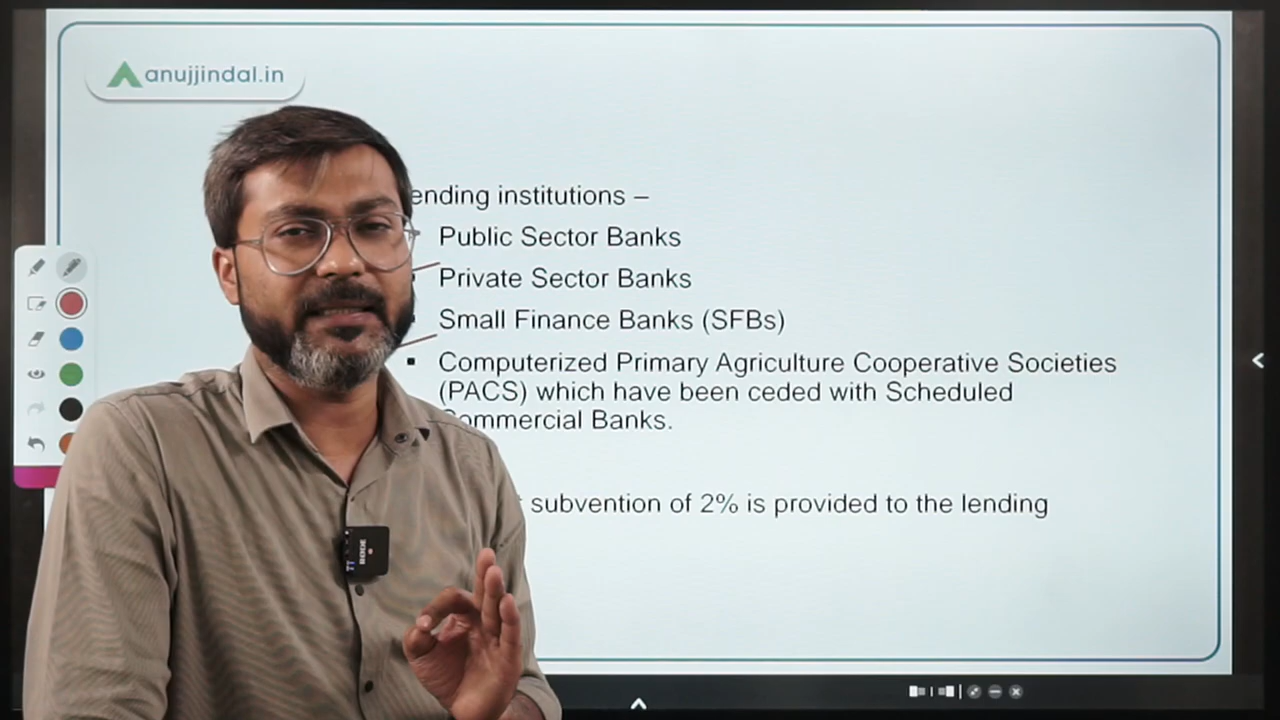 anujjindal.in
ending institutions –
Public Sector Banks
Private Sector Banks
Small Finance Banks (SFBs)
Computerized Primary Agriculture Cooperative Societies
(PACS) which have been ceded with Scheduled
ommercial Banks.
subvention of 2% is provided to the lending
RODE